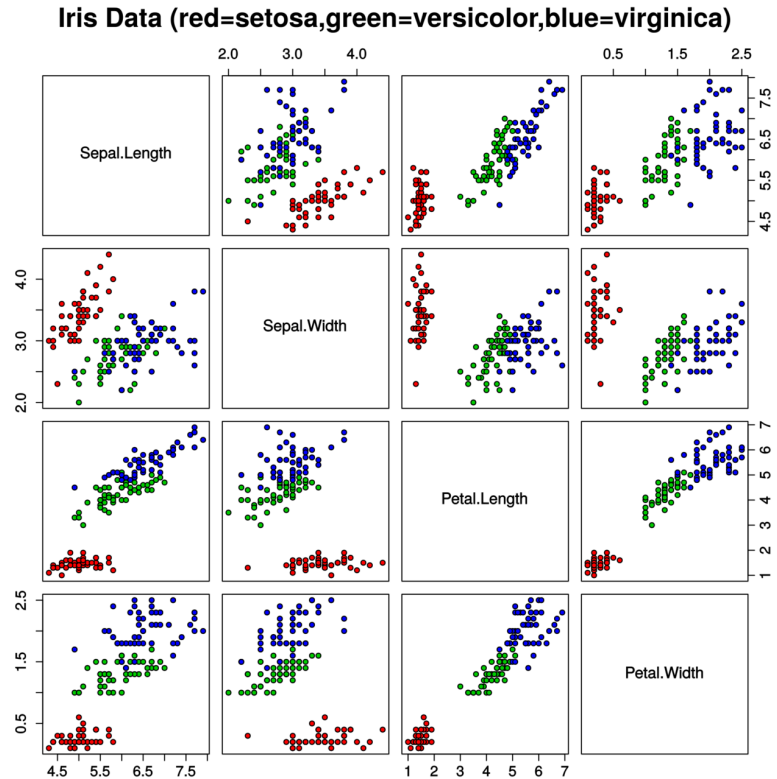 Iris Data (red=setosa,green=versicolor,blue=virginica)
2.0 3.0 4.0
0.5 1.5 2.5
Sepal.Length
4.5 5.5 6.5 7.5
2.0 3.0 4.0
Sepal.Width
Petal.Length
1 2 3 4 5 6 7
0.5 1.5 2.5
Petal.Width
4.5 5.5 6.5 7.5
1 2 3 4 5 6 7